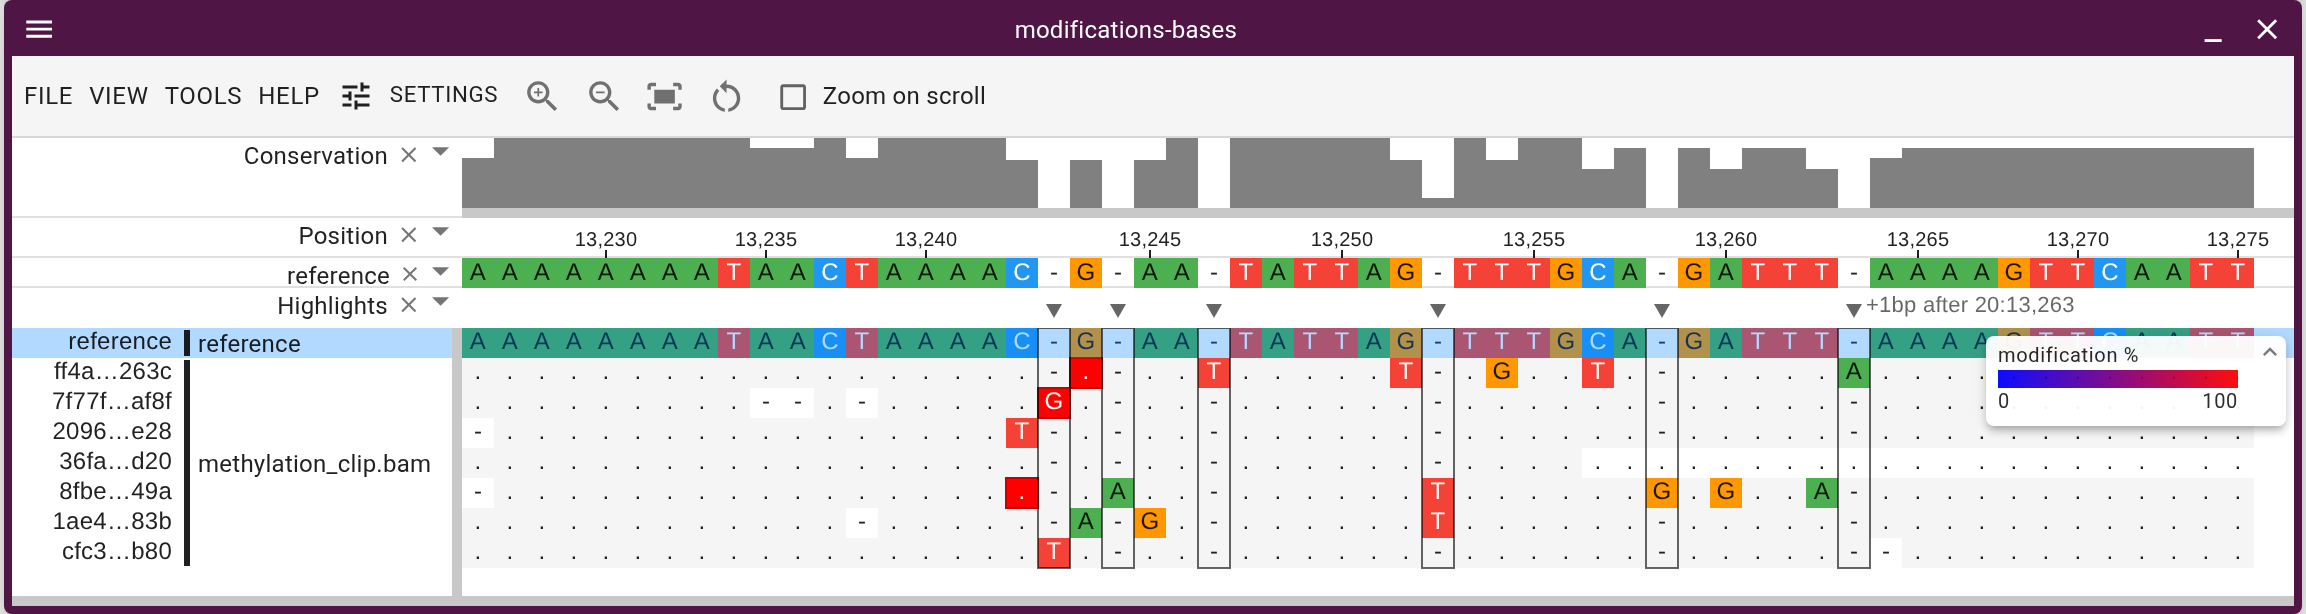 modifications-bases
FILE VIEW TOOLS HELP SETTINGS Zoom on scroll
Conservation
Position 13,230 13,235 13,240 13,245 13,250 13,255 13,260 13,265 13,270 13,275
reference A A A A A A A A T A A C T A A A A C - G - A A - T A T T A G - T T T G C A - G A T T T - A A A A G T T C A A T T
Highlights +1bp after 20:13,263
reference reference A A A A A A A A T A A C T A A A A C - G - A A - T A T T A G - T T T G C A - G A T T T - A A A A G T T C A A T T
ff4a…263c . . . . . . . . . . . . . . . . . . - . - . . T . . . . . T - . G . . T . - . . . . . A . . . .
7f77f…af8f . . . . . . . . . - - . - . . . . . G . - . . - . . . . . . - . . . . . . - . . . . . - . . . .
2096…e28 - . . . . . . . . . . . . . . . . T - . - . . - . . . . . . - . . . . . . - . . . . . - . . . . . . . . . . . .
36fa…d20 . . . . . . . . . . . . . . . . . . - . - . . - . . . . . . - . . . . . . . . . . . . . . . . . . . . . . . . .
methylation_clip.bam
8fbe…49a - . . . . . . . . . . . . . . . . . - . A . . - . . . . . . T . . . . . . G . G . . A - . . . . . . . . . . . .
1ae4…83b . . . . . . . . . . . . - . . . . . - A - G . - . . . . . . T . . . . . . - . . . . . - . . . . . . . . . . . .
cfc3…b80 . . . . . . . . . . . . . . . . . . T . - . . - . . . . . . - . . . . . . - . . . . . - - . . . . . . . . . . .
modification %
0 100